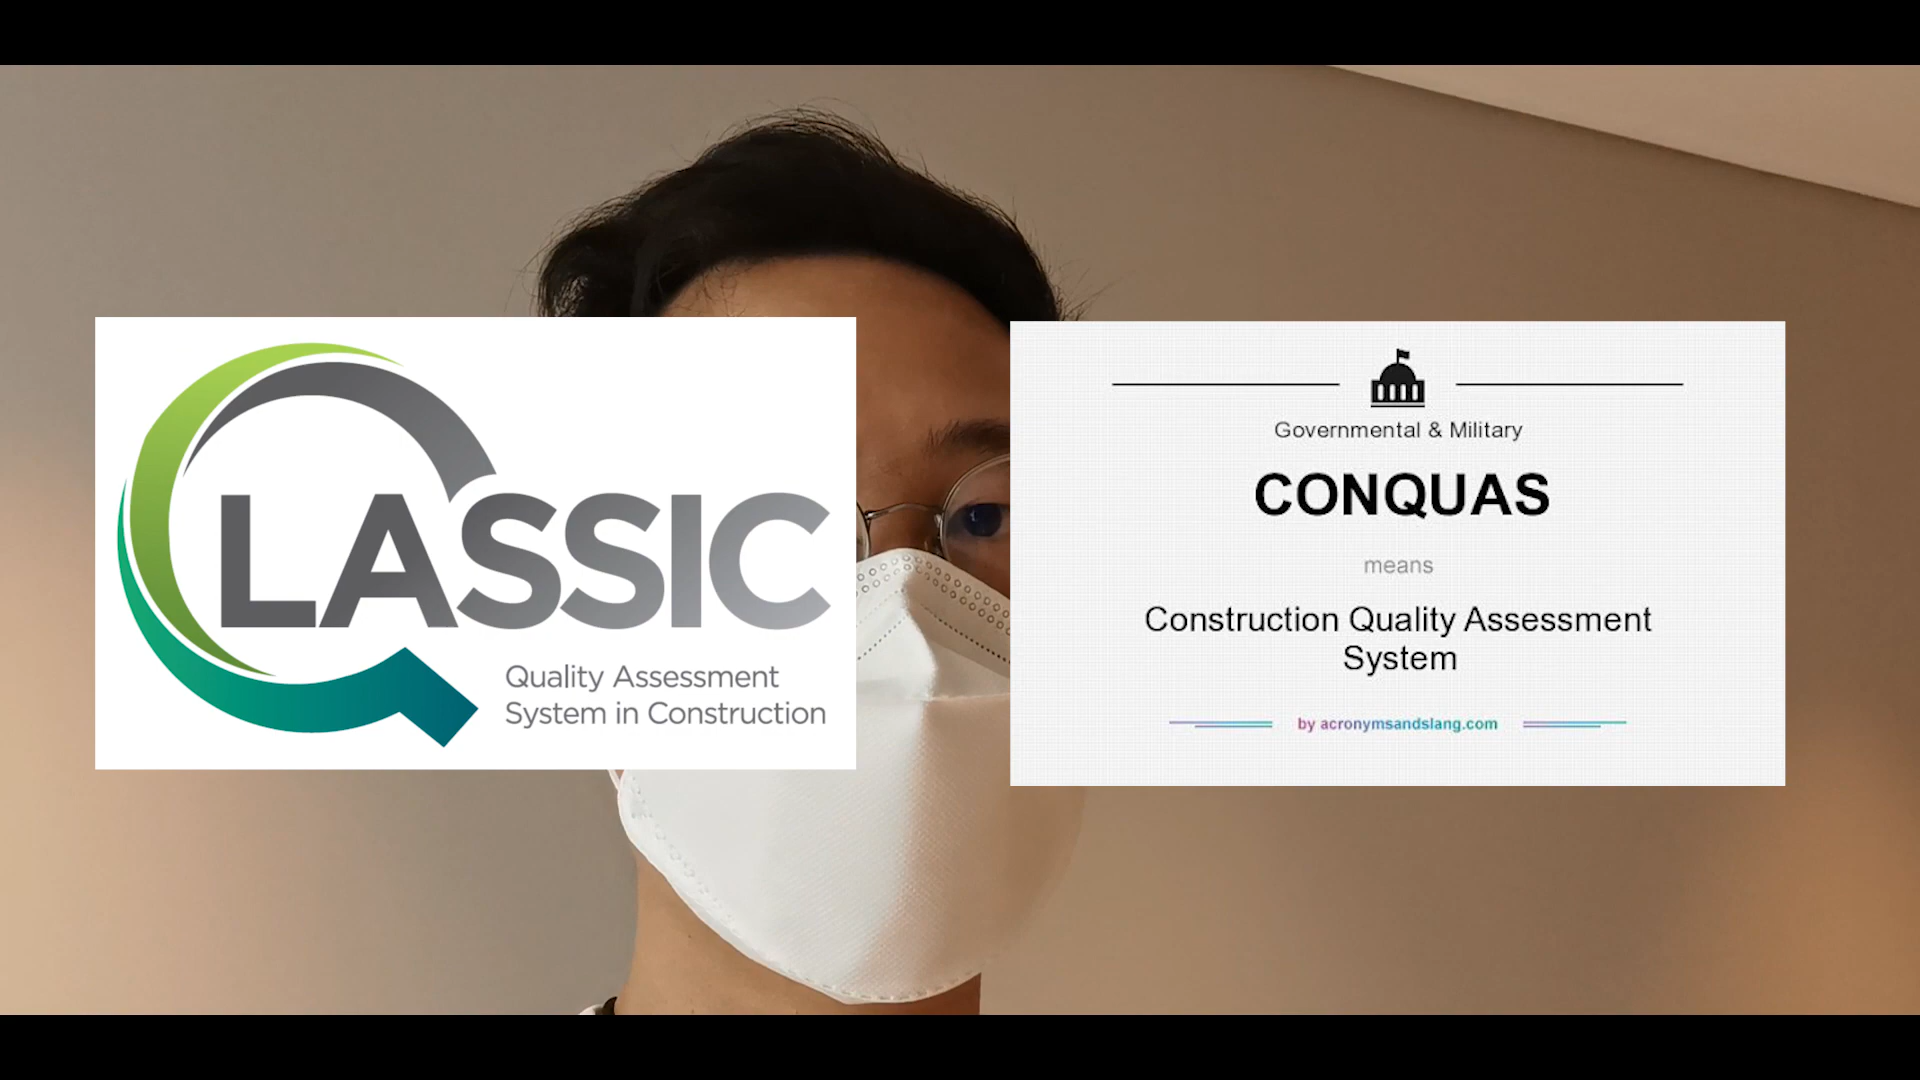 QLASSIC
Quality Assessment
System in Construction
Governmental & Military
CONQUAS
means
Construction Quality Assessment
System
by acronymsandslang.com